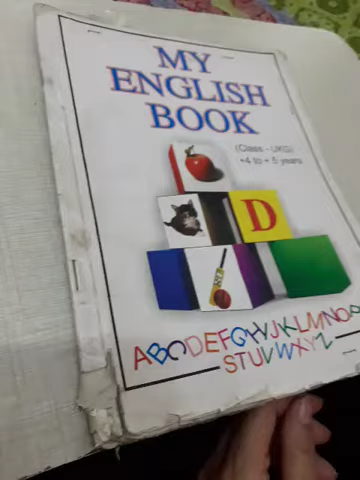 MY
ENGLISH
BOOK
(Class - UKG)
+4 to + 5 years
D
ABCDEFGHIJKLMNOP
STUVWXYZ